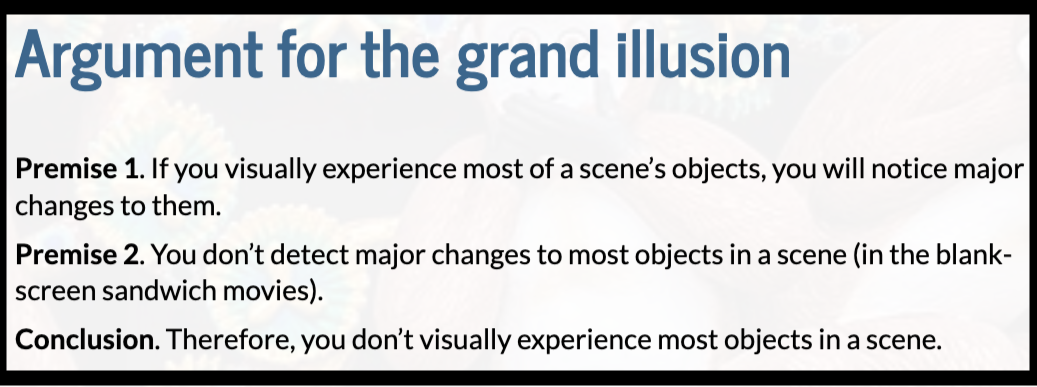 Argument for the grand illusion
Premise 1. If you visually experience most of a scene’s objects, you will notice major
changes to them.
Premise 2. You don’t detect major changes to most objects in a scene (in the blank-
screen sandwich movies).
Conclusion. Therefore, you don’t visually experience most objects in a scene.